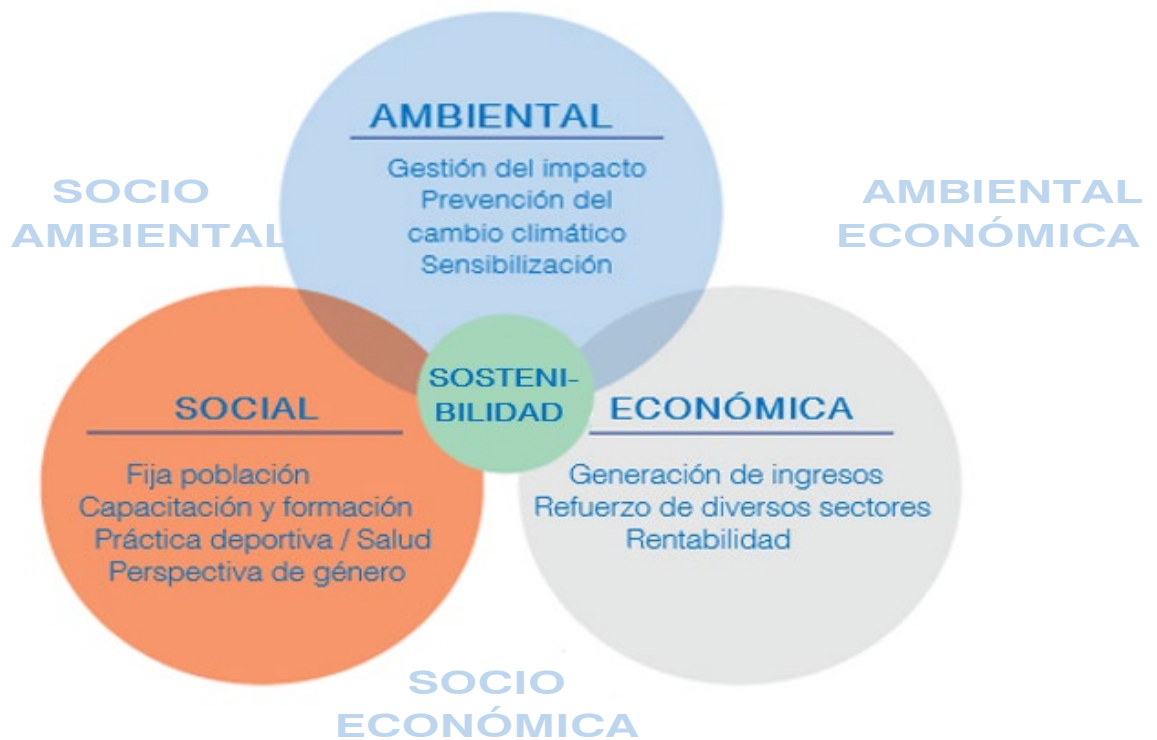 AMBIENTAL
Gestión del impacto
Prevención del
cambio climático
Sensibilización
SOCIO
AMBIENTAL
AMBIENTAL
ECONÓMICA
SOSTENI-
BILIDAD
SOCIAL
Fija población
Capacitación y formación
Práctica deportiva / Salud
Perspectiva de género
ECONÓMICA
Generación de ingresos
Refuerzo de diversos sectores
Rentabilidad
SOCIO
ECONÓMICA